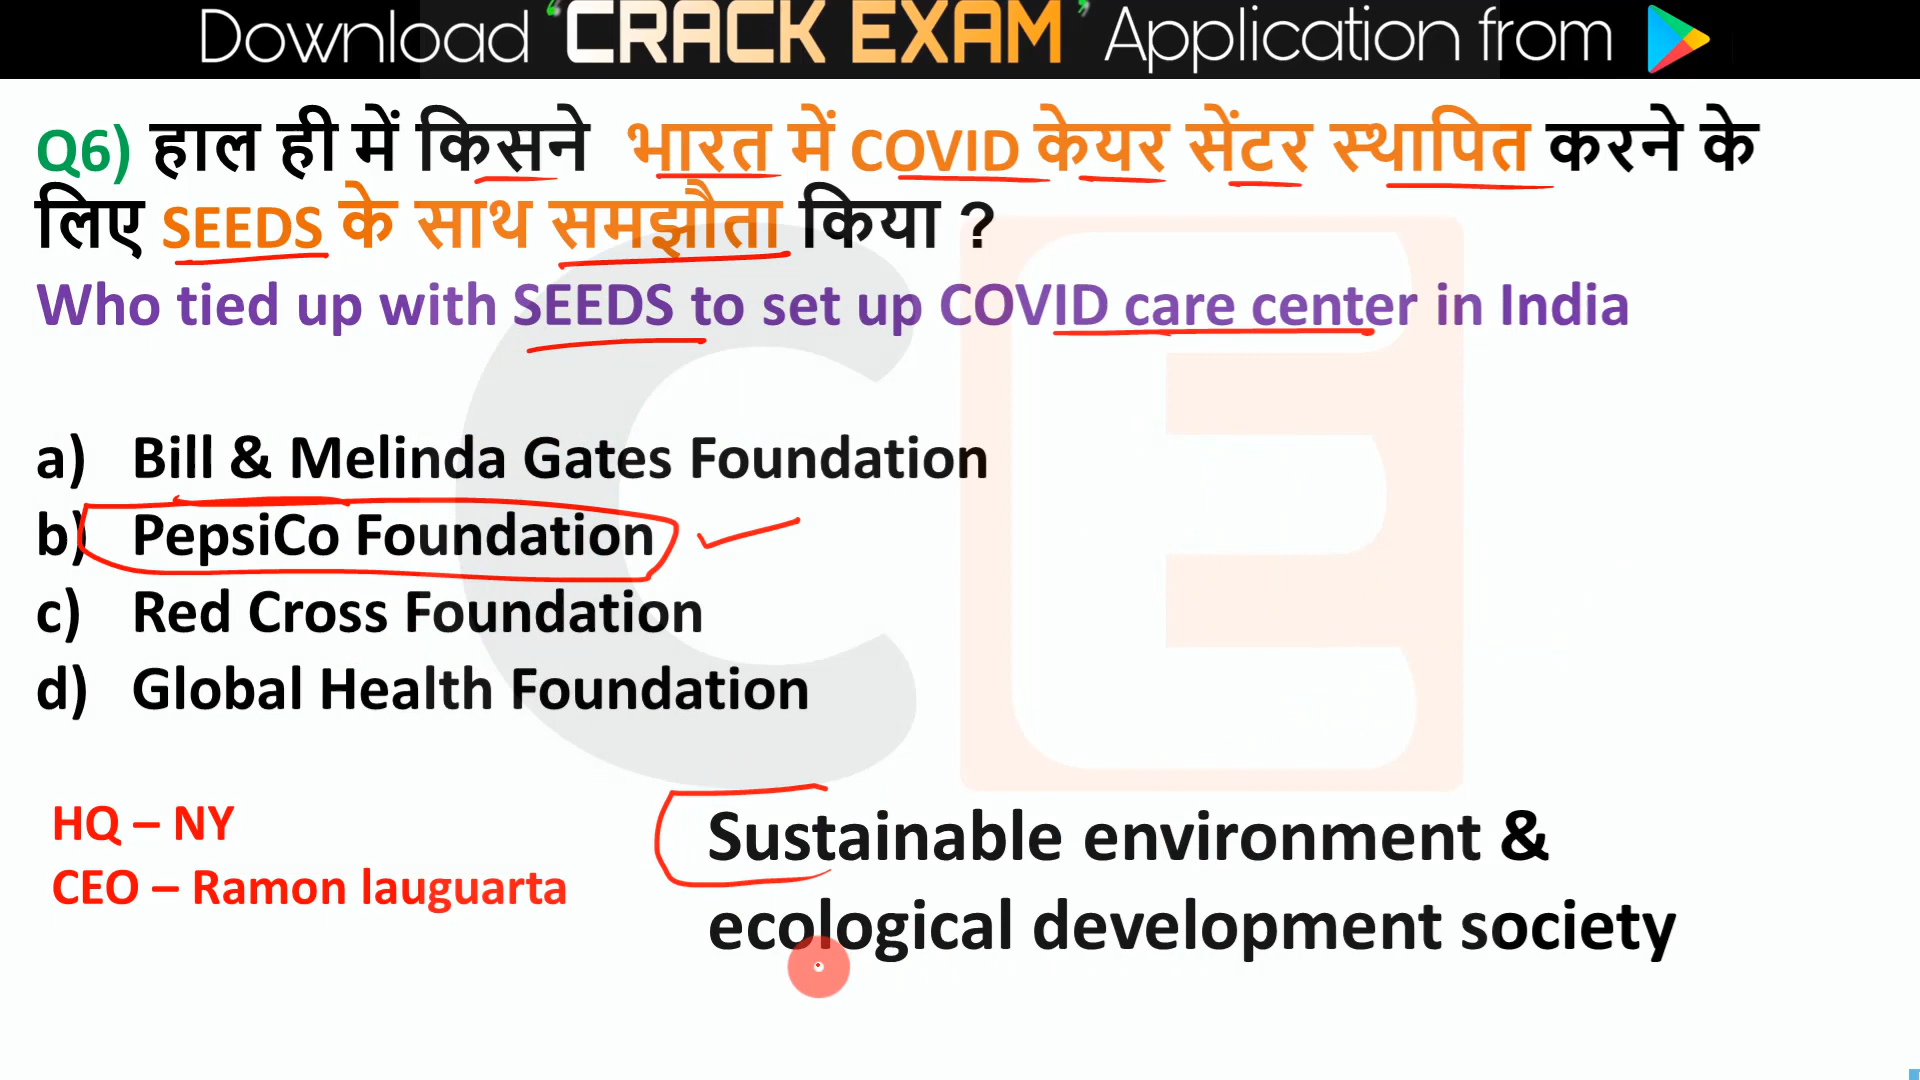 Download ‘CRACK EXAM’ Application from
Q6) हाल ही में किसने भारत में COVID केयर सेंटर स्थापित करने के
लिए SEEDS के साथ समझौता किया ?
Who tied up with SEEDS to set up COVID care center in India
a) Bill & Melinda Gates Foundation
b) PepsiCo Foundation
c) Red Cross Foundation
d) Global Health Foundation
HQ – NY
CEO – Ramon lauguarta
Sustainable environment &
ecological development society
CE